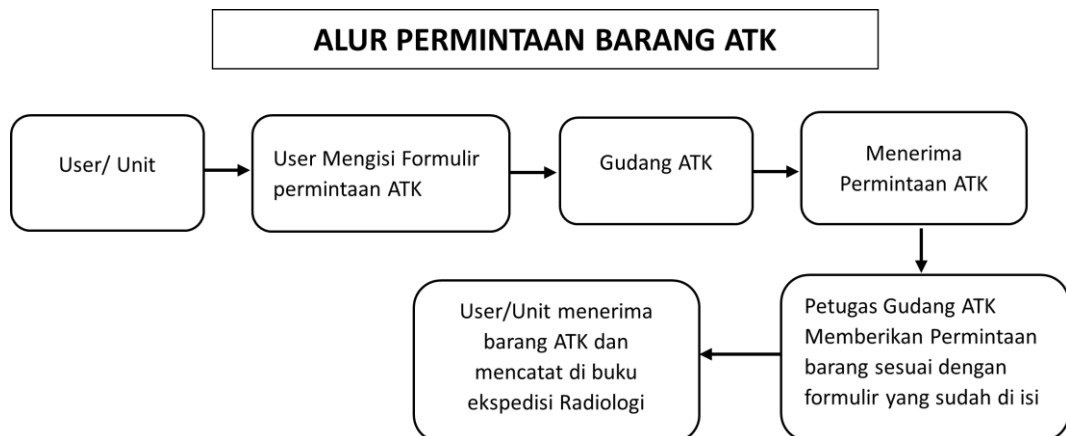 ALUR PERMINTAAN BARANG ATK
User/ Unit
User Mengisi Formulir
permintaan ATK
Gudang ATK
Menerima
Permintaan ATK
Petugas Gudang ATK
Memberikan Permintaan
barang sesuai dengan
formulir yang sudah di isi
User/Unit menerima
barang ATK dan
mencatat di buku
ekspedisi Radiologi